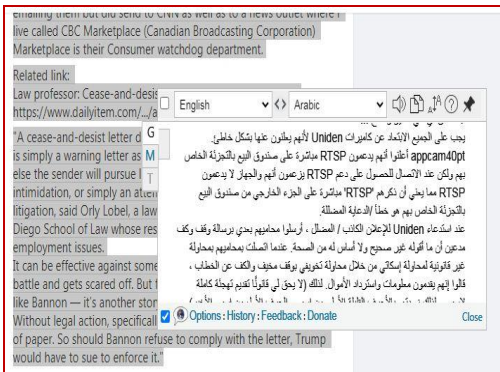 emailing them but did send to CNN as well as to a news outlet where I
live called CBC Marketplace (Canadian Broadcasting Corporation)
Marketplace is their Consumer watchdog department.
Related link:
Law professor: Cease-and-desis
https://www.dailyitem.com/.../a
"A cease-and-desist letter d
is simply a warning letter as
else the sender will pursue l
intimidation, or simply an atten
litigation, said Orly Lobel, a law
Diego School of Law whose res
employment issues.
It can be effective against some
battle and gets scared off. But t
like Bannon — it's another stor
Without legal action, specificall
of paper. So should Bannon refuse to comply with the letter, Trump
would have to sue to enforce it."
English
<> Arabic
G
M
T
يجب على الجميع الابتعاد عن كاميرات Uniden لأنهم يعلنون عنها بشكل خاطئ.
appcam40pt أعلنوا أنهم يدعمون RTSP مباشرة على صندوق البيع بالتجزئة الخاص
بهم ولكن عند الاتصال للحصول على دعم RTSP يزعمون أنهم والجهاز لا يدعمون
RTSP مما يعني أن ذكرهم "RTSP" مباشرة على الجزء الخارجي من صندوق البيع
بالتجزئة الخاص بهم هو خطأ /الدعاية المضللة.
عند استدعاء Uniden للإعلان الكاذب / المضلل ، أرسلوا محاميهم بعدي برسالة وقف وكف
مدعين أن ما أقوله غير صحيح ولا أساس له من الصحة. عندما اتصلت بمحاميهم بمحاولة
غير قانونية لمحاولة إسكاتي من خلال محاولة تخويفي بوقف مخيف والكف عن الخطاب ،
قالوا إنهم يقدمون معلومات واسترداد الأموال. لذلك (لا يحق لي قانونًا تقديم تهجئة كاملة
Options : History : Feedback : Donate
Close